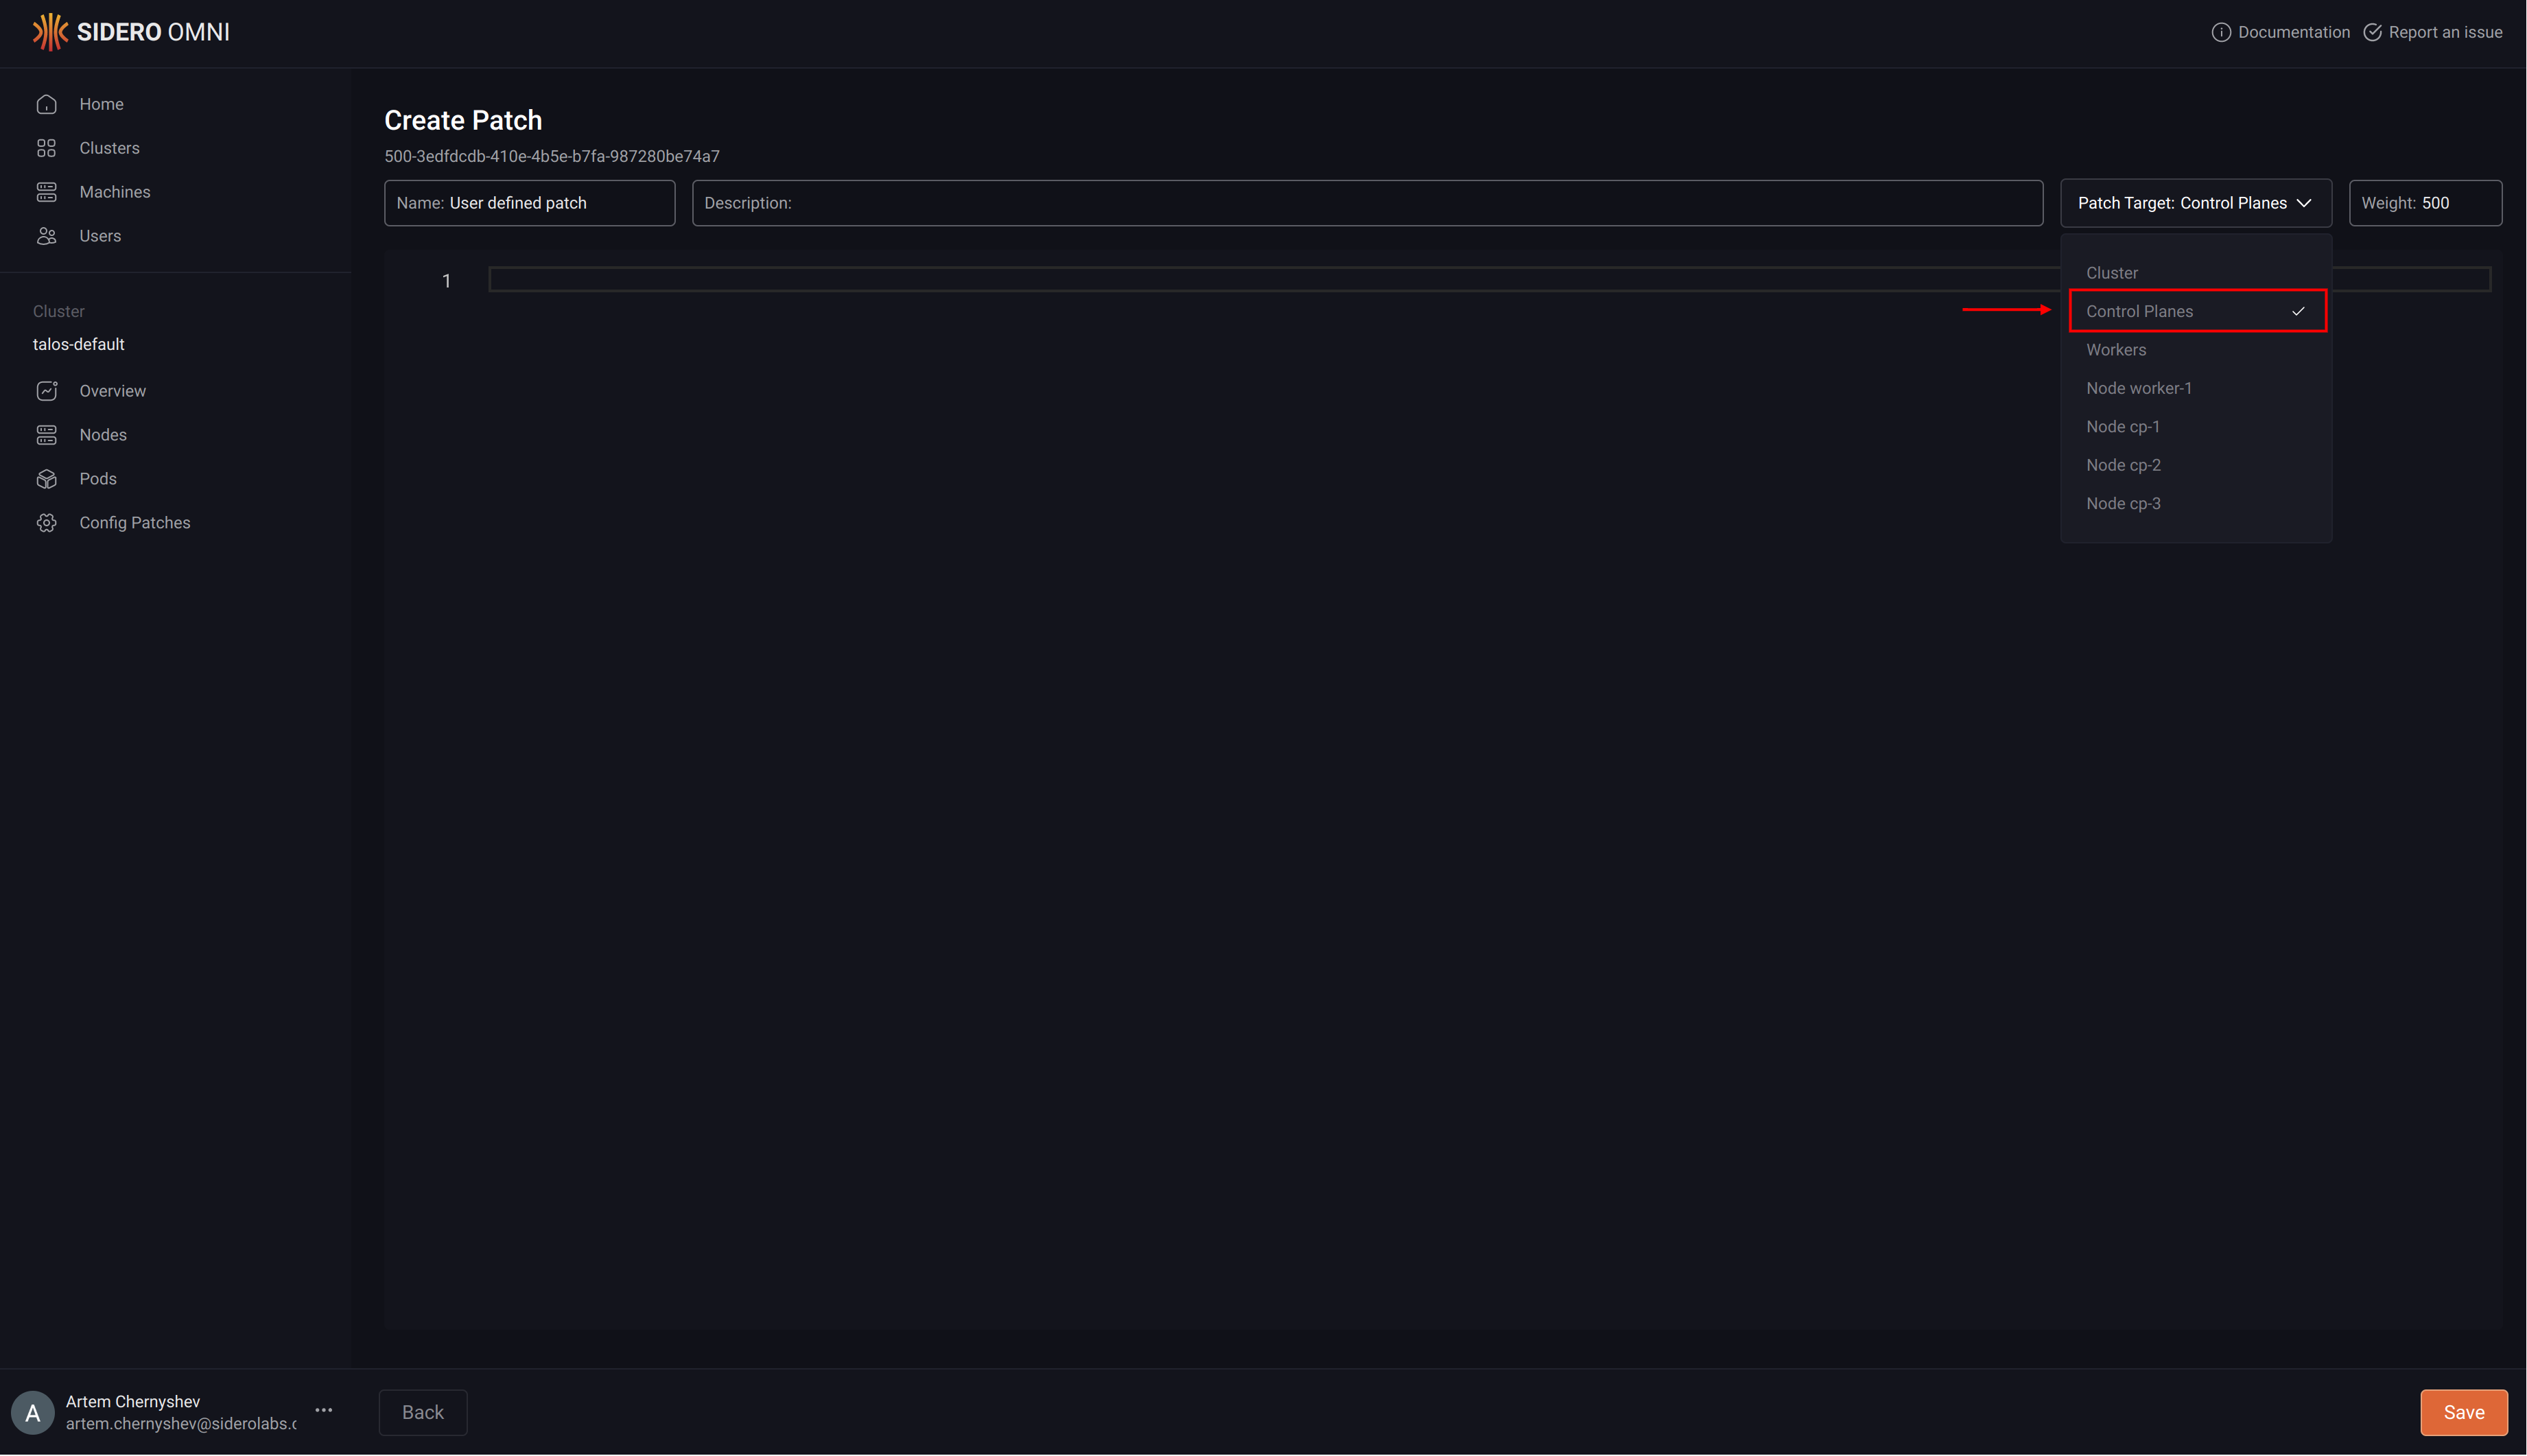 SIDERO OMNI
Documentation
Report an issue
Home
Clusters
Machines
Users
Cluster
talos-default
Overview
Nodes
Pods
Config Patches
Create Patch
500-3edfdcdb-410e-4b5e-b7fa-987280be74a7
Name: User defined patch
Description:
Patch Target: Control Planes
Weight: 500
1
Cluster
Control Planes
Workers
Node worker-1
Node cp-1
Node cp-2
Node cp-3
A
Artem Chernyshev
artem.chernyshev@siderolabs.c
Back
Save